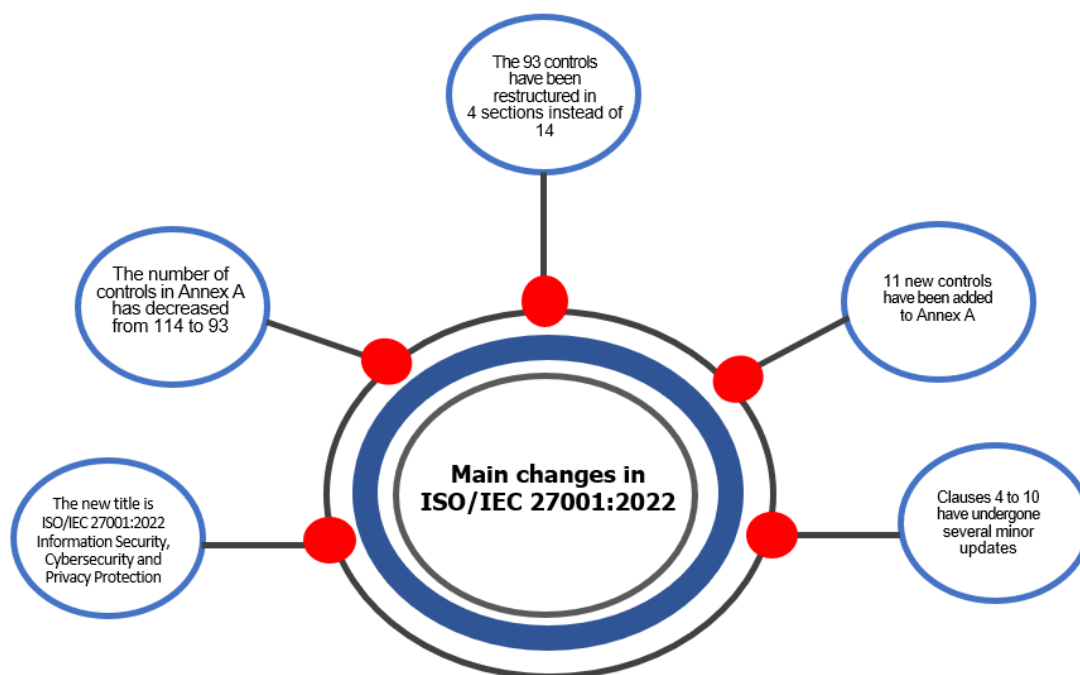 The 93 controls
have been
restructured in
4 sections instead of
14
The number of
controls in Annex A
has decreased
from 114 to 93
11 new controls
have been added
to Annex A
The new title is
ISO/IEC 27001:2022
Information Security,
Cybersecurity and
Privacy Protection
Main changes in
ISO/IEC 27001:2022
Clauses 4 to 10
have undergone
several minor
updates